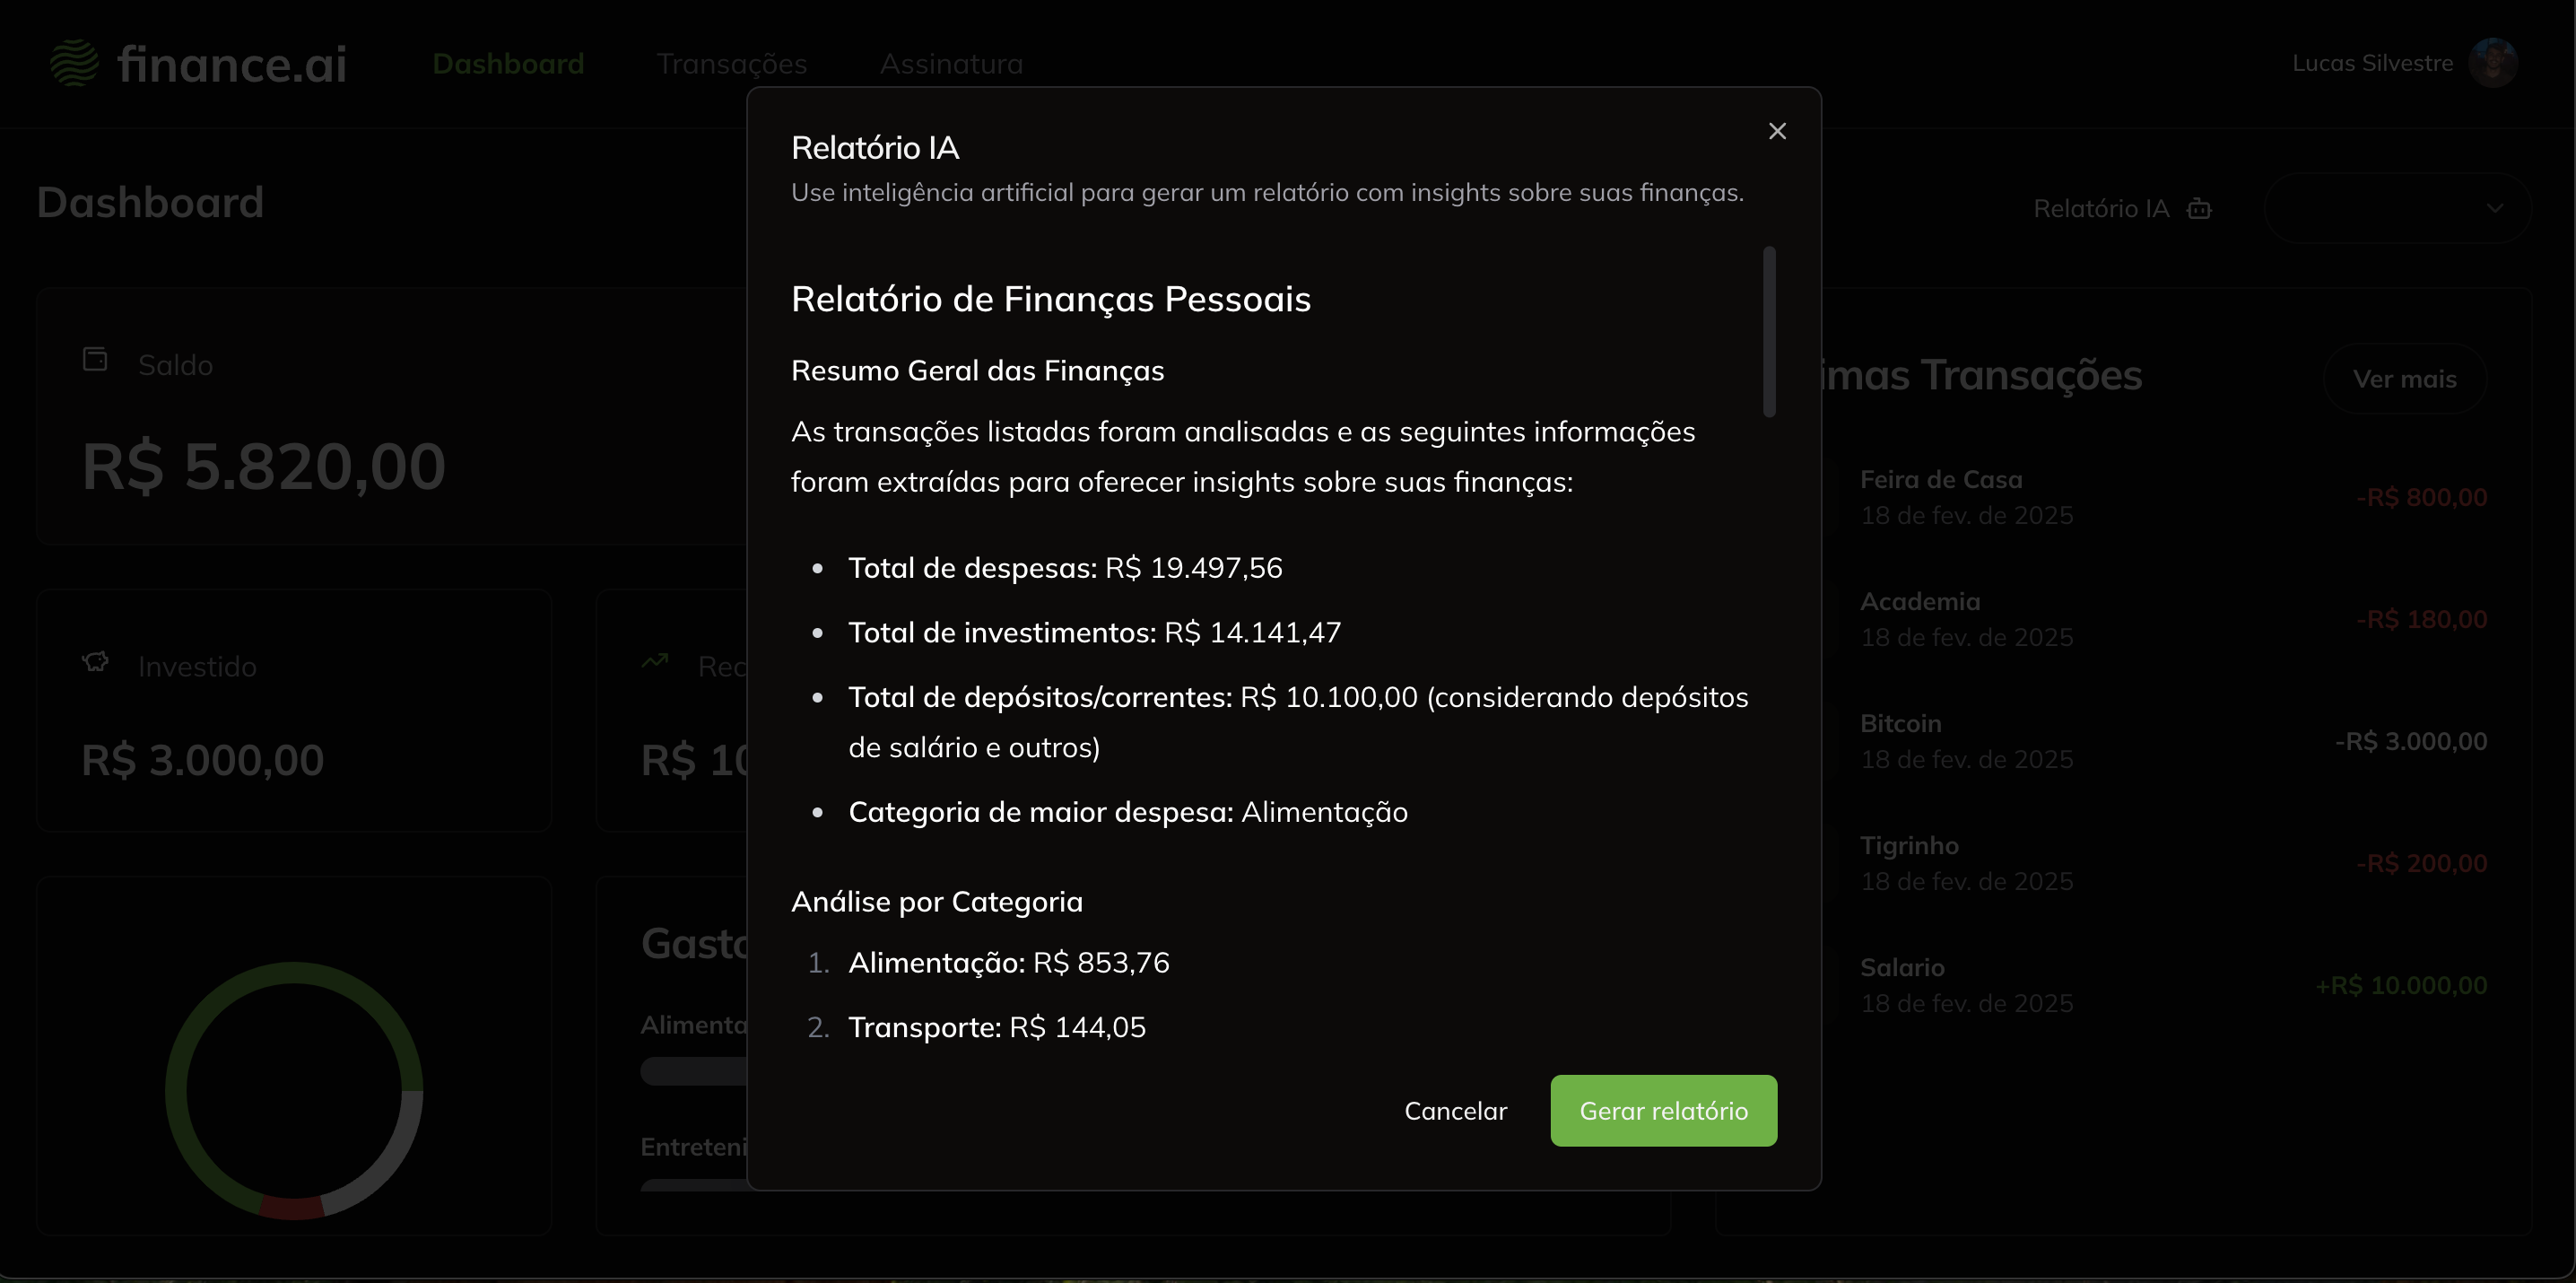 finance.ai
Dashboard
Transações
Assinatura
Lucas Silvestre
Dashboard
Relatório IA
Saldo
R$ 5.820,00
Investido
R$ 3.000,00
Rec
R$ 10
Gasto
Alimenta
Entreteni
Relatório IA
Use inteligência artificial para gerar um relatório com insights sobre suas finanças.
Relatório de Finanças Pessoais
Resumo Geral das Finanças
As transações listadas foram analisadas e as seguintes informações
foram extraídas para oferecer insights sobre suas finanças:
• Total de despesas: R$ 19.497,56
• Total de investimentos: R$ 14.141,47
• Total de depósitos/correntes: R$ 10.100,00 (considerando depósitos
de salário e outros)
• Categoria de maior despesa: Alimentação
Análise por Categoria
1. Alimentação: R$ 853,76
2. Transporte: R$ 144,05
Cancelar
Gerar relatório
imas Transações
Ver mais
Feira de Casa
18 de fev. de 2025
-R$ 800,00
Academia
18 de fev. de 2025
-R$ 180,00
Bitcoin
18 de fev. de 2025
-R$ 3.000,00
Tigrinho
18 de fev. de 2025
-R$ 200,00
Salario
18 de fev. de 2025
+R$ 10.000,00